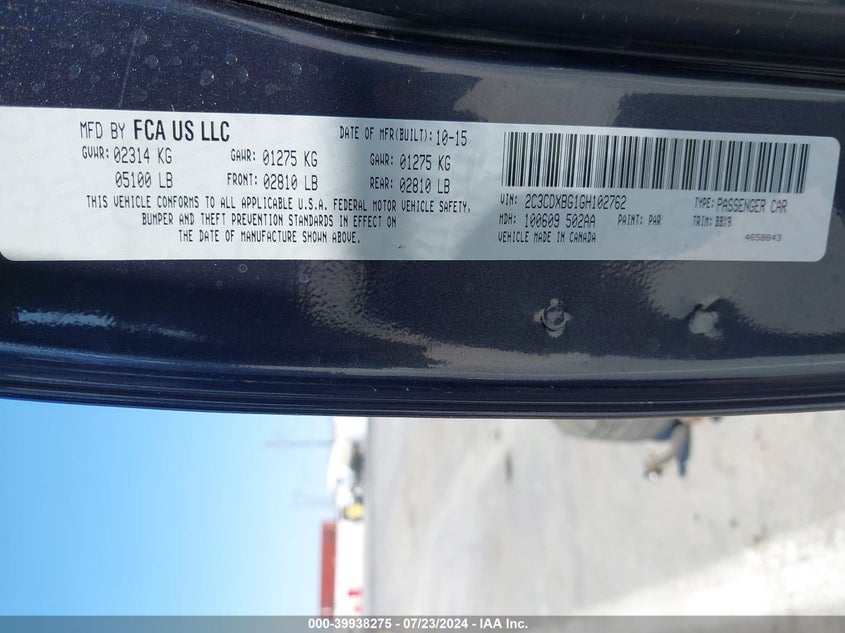 MFD BY FCA US LLC
DATE OF MFR(BUILT): 10-15
GVWR: 02314 KG
GAWR: 01275 KG
GAWR: 01275 KG
05100 LB
FRONT: 02810 LB
REAR: 02810 LB
THIS VEHICLE CONFORMS TO ALL APPLICABLE U.S.A. FEDERAL MOTOR VEHICLE SAFETY,
BUMPER AND THEFT PREVENTION STANDARDS IN EFFECT ON
THE DATE OF MANUFACTURE SHOWN ABOVE.
VIN: 2C3CDXBG1GH102762
TYPE: PASSENGER CAR
MDH: 100609 502AA
PAINT: PAR
TRIM: BBX9
VEHICLE MADE IN CANADA
4658843
000-39938275 - 07/23/2024 - IAA Inc.